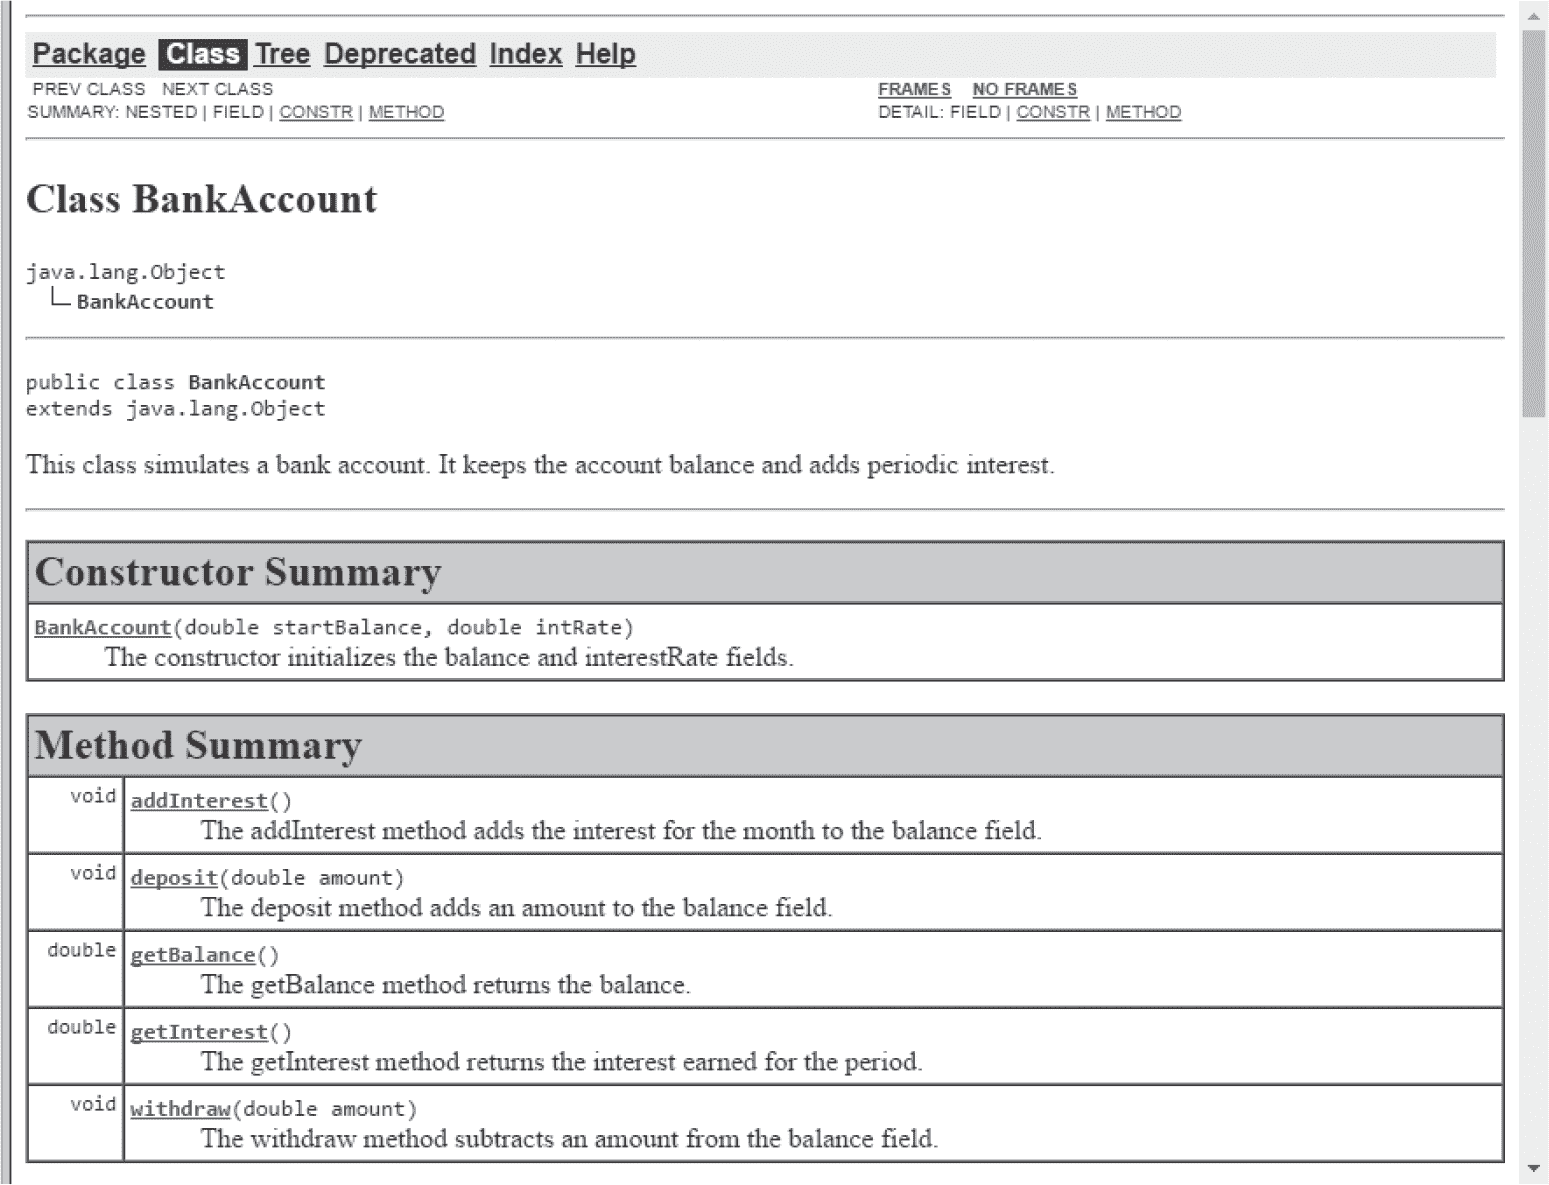 Package Class Tree Deprecated Index Help
PREV CLASS NEXT CLASS FRAMES NO FRAMES
SUMMARY: NESTED | FIELD | CONSTR | METHOD DETAIL: FIELD | CONSTR | METHOD
Class BankAccount
java.lang.Object
BankAccount
public class BankAccount
extends java.lang.Object
This class simulates a bank account. It keeps the account balance and adds periodic interest.
Constructor Summary
BankAccount(double startBalance, double intRate)
The constructor initializes the balance and interestRate fields.
Method Summary
void addInterest()
The addInterest method adds the interest for the month to the balance field.
void deposit(double amount)
The deposit method adds an amount to the balance field.
double getBalance()
The getBalance method returns the balance.
double getInterest()
The getInterest method returns the interest earned for the period.
void withdraw(double amount)
The withdraw method subtracts an amount from the balance field.